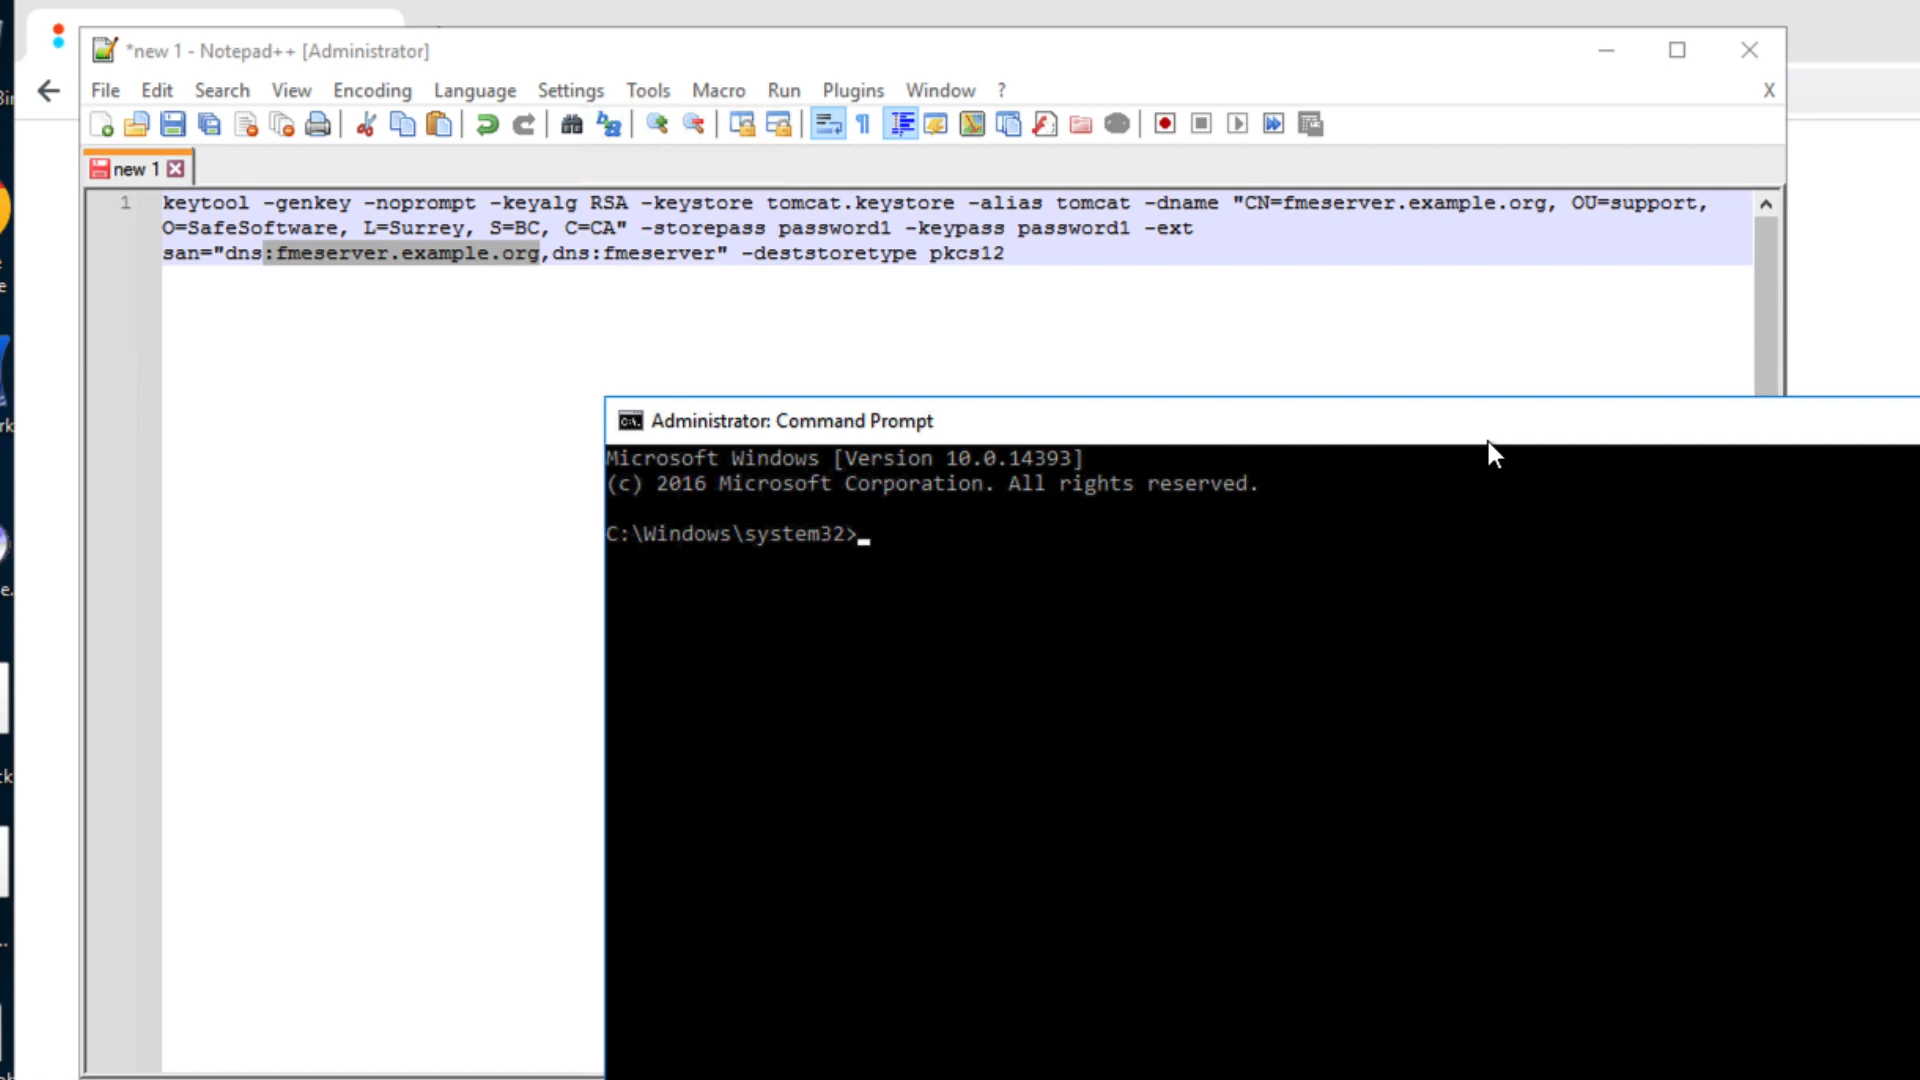 *new 1 - Notepad++ [Administrator]
File Edit Search View Encoding Language Settings Tools Macro Run Plugins Window ? X
new 1
1
keytool -genkey -noprompt -keyalg RSA -keystore tomcat.keystore -alias tomcat -dname "CN=fmeserver.example.org, OU=support,
O=SafeSoftware, L=Surrey, S=BC, C=CA" -storepass password1 -keypass password1 -ext
san="dns:fmeserver.example.org,dns:fmeserver" -deststoretype pkcs12
Administrator: Command Prompt
Microsoft Windows [Version 10.0.14393]
(c) 2016 Microsoft Corporation. All rights reserved.
C:\Windows\system32>